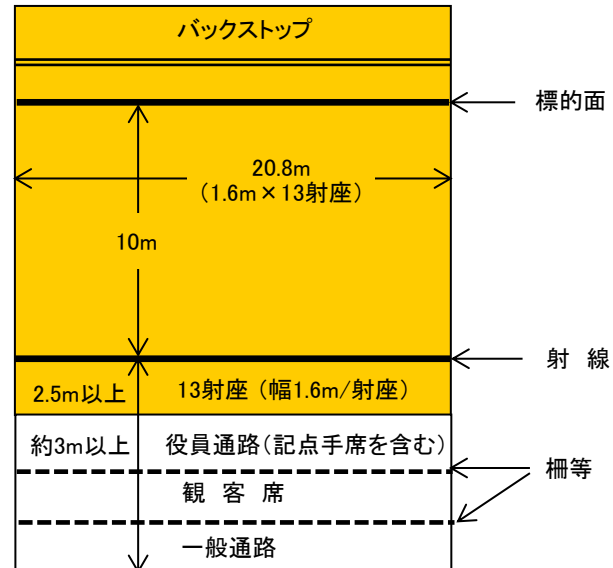 バックストップ
標的面
20.8m
(1.6m×13射座)
10m
射 線
2.5m以上
13射座 (幅1.6m/射座)
約3m以上
役員通路(記点手席を含む)
柵等
観 客 席
一般通路